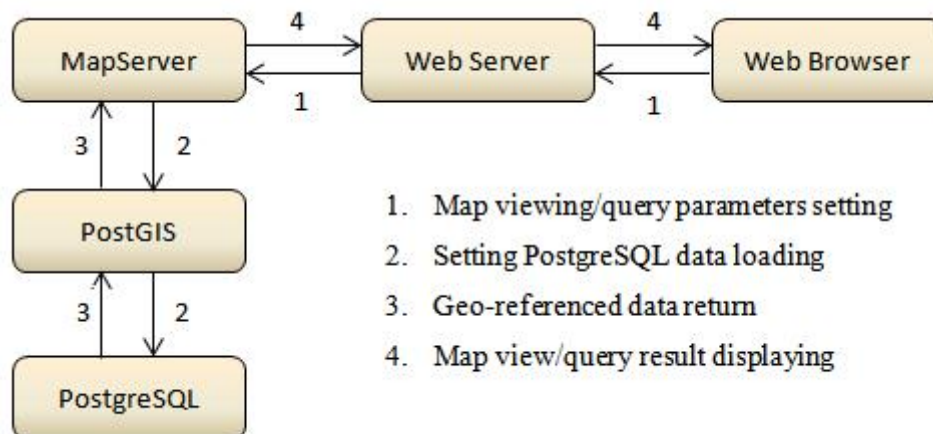 4
4
MapServer
Web Server
Web Browser
1
1
3
2
PostGIS
3
2
PostgreSQL
1. Map viewing/query parameters setting
2. Setting PostgreSQL data loading
3. Geo-referenced data return
4. Map view/query result displaying